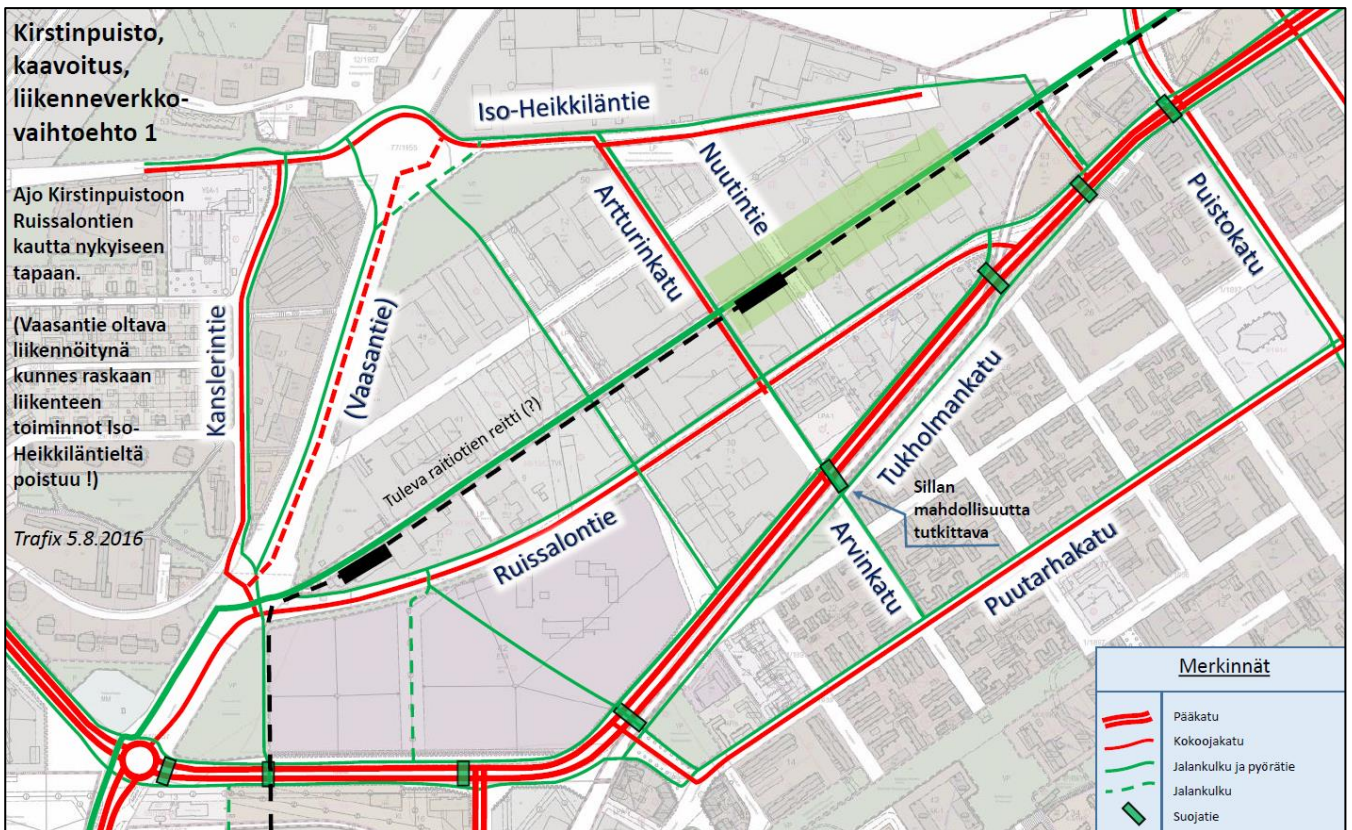 Kirstinpuisto,
kaavoitus,
liikenneverkko-
vaihtoehto 1
Ajo Kirstinpuistoon
Ruissalontien
kautta nykyiseen
tapaan.
(Vaasantie oltava
liikennöitynä
kunnes raskaan
liikenteen
toiminnot Iso-
Heikkiläntieltä
poistuu !)
Trafix 5.8.2016
Iso-Heikkiläntie
Nuutintie
Artturinkatu
Puistokatu
Kanslerintie
(Vaasantie)
Tuleva raitiotien reitti (?)
Ruissalontie
Tukholmankatu
Sillan
mahdollisuutta
tutkittava
Arvinkatu
Puutarhakatu
Merkinnät
Pääkatu
Kokoojakatu
Jalankulku ja pyörätie
Jalankulku
Suojatie